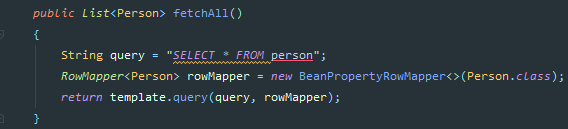 public List<Person> fetchAll()
{
String query = "SELECT * FROM person";
RowMapper<Person> rowMapper = new BeanPropertyRowMapper<>(Person.class);
return template.query(query, rowMapper);
}